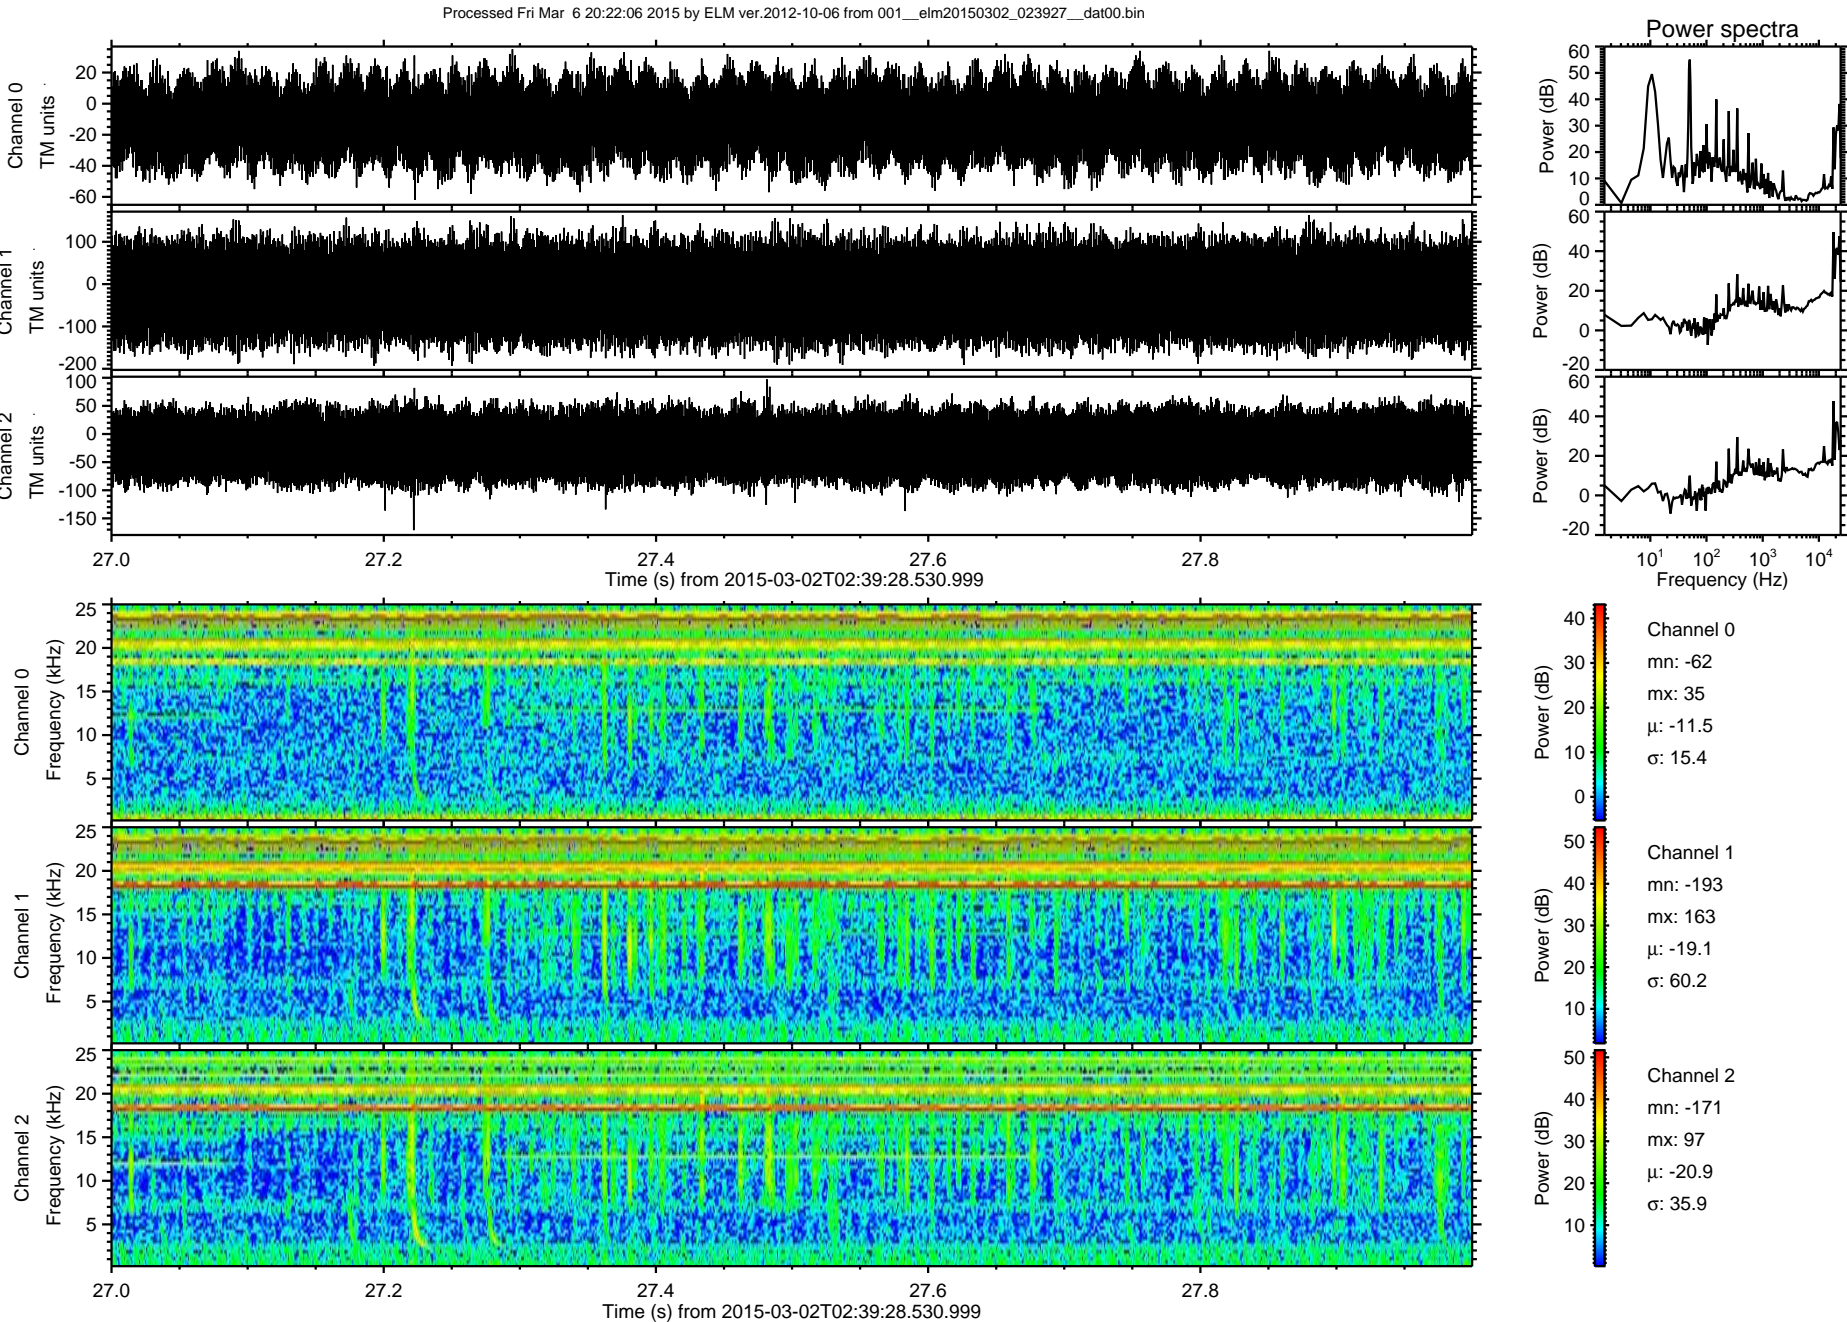 Processed Fri Mar  6 20:22:06 2015 by ELM ver.2012-10-06 from 001__elm20150302_023927__dat00.bin
Power spectra
Channel 0
TM units
20
0
-20
-40
-60
Power (dB)
60
50
40
30
20
10
0
Channel 1
TM units
100
0
-100
-200
Power (dB)
60
40
20
0
-20
Channel 2
TM units
100
50
0
-50
-100
-150
Power (dB)
60
40
20
0
-20
27.0 27.2 27.4 27.6 27.8
Time (s) from 2015-03-02T02:39:28.530.999
10¹ 10² 10³ 10⁴
Frequency (Hz)
Channel 0
Frequency (kHz)
25
20
15
10
5
Power (dB)
40
30
20
10
0
Channel 0
mn: -62
mx: 35
μ: -11.5
σ: 15.4
Channel 1
Frequency (kHz)
25
20
15
10
5
Power (dB)
50
40
30
20
10
Channel 1
mn: -193
mx: 163
μ: -19.1
σ: 60.2
Channel 2
Frequency (kHz)
25
20
15
10
5
Power (dB)
50
40
30
20
10
Channel 2
mn: -171
mx: 97
μ: -20.9
σ: 35.9
27.0 27.2 27.4 27.6 27.8
Time (s) from 2015-03-02T02:39:28.530.999